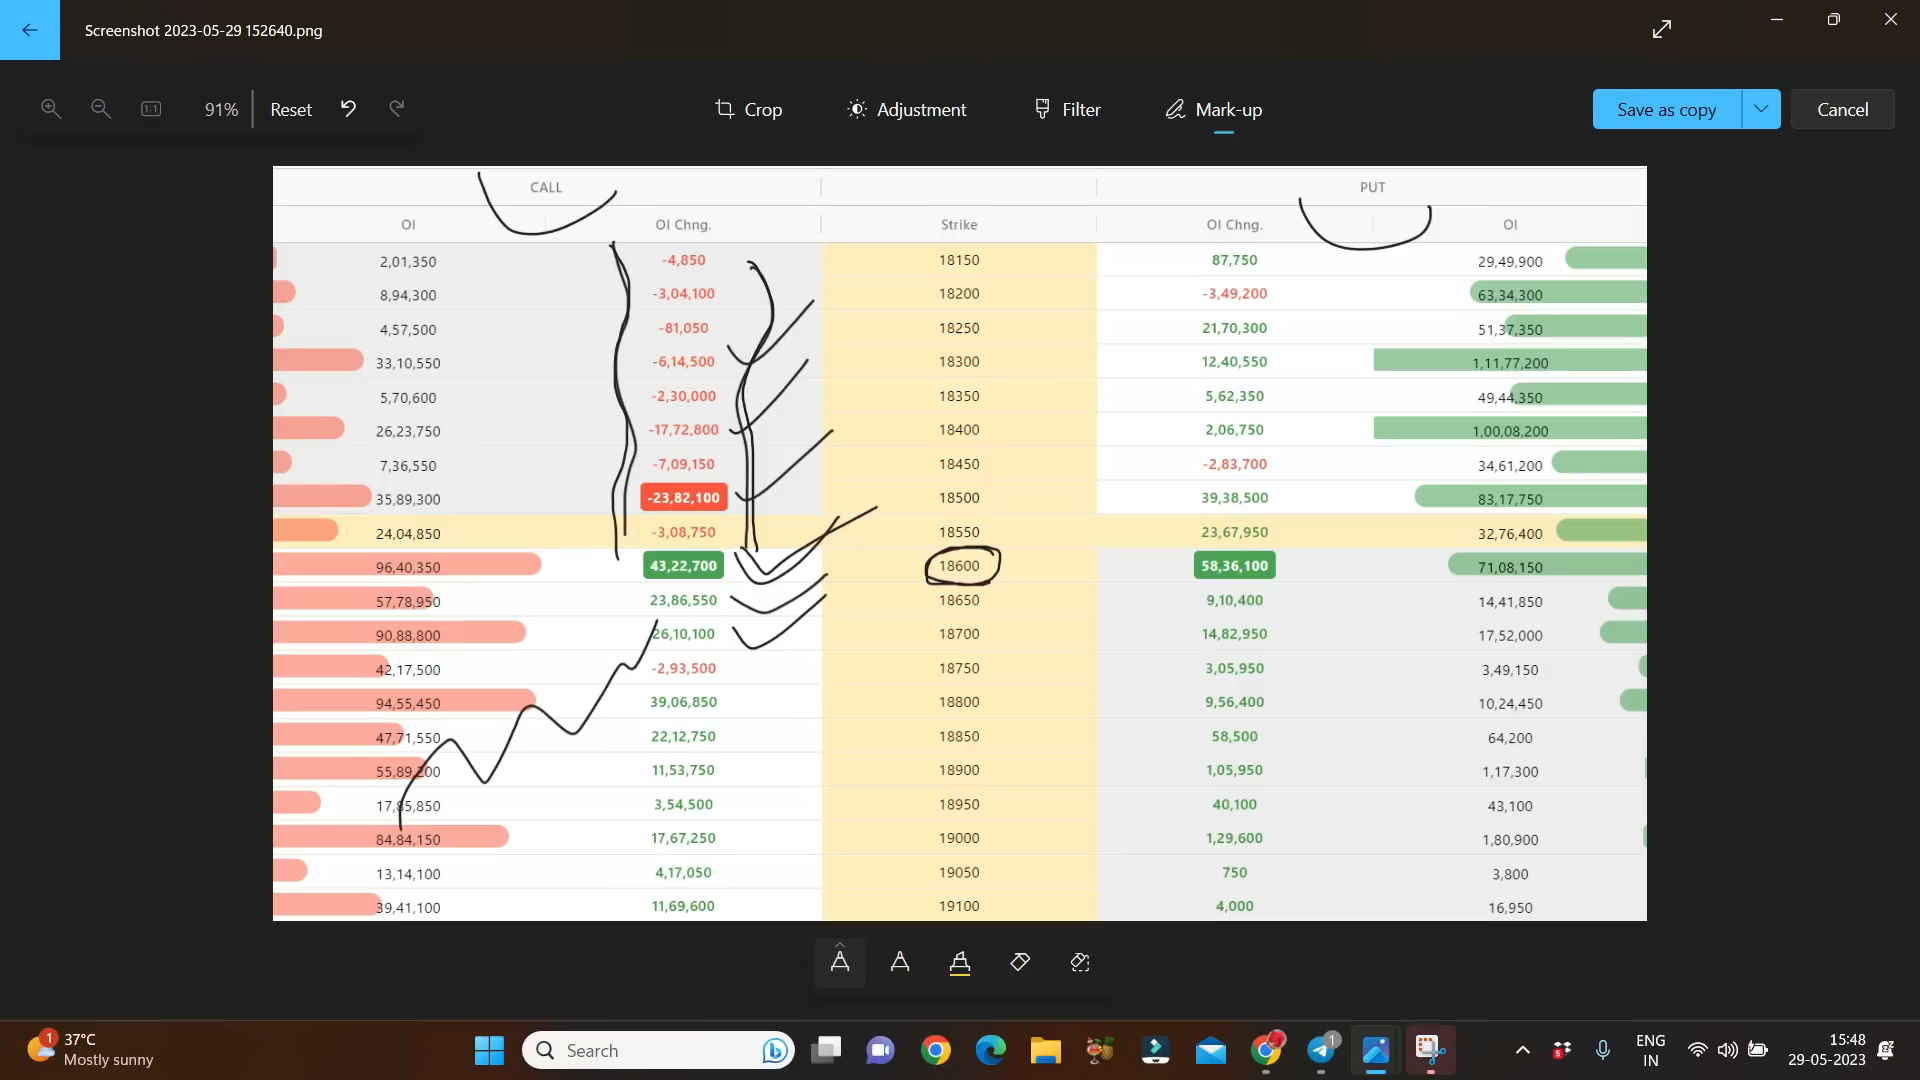 Screenshot 2023-05-29 152640.png
91% Reset Crop Adjustment Filter Mark-up Save as copy Cancel
CALL PUT
OI OI Chng. Strike OI Chng. OI
2,01,350 -4,850 18150 87,750 29,49,900
8,94,300 -3,04,100 18200 -3,49,200 63,34,300
4,57,500 -81,050 18250 21,70,300 51,37,350
33,10,550 -6,14,500 18300 12,40,550 1,11,77,200
5,70,600 -2,30,000 18350 5,62,350 49,44,350
26,23,750 -17,72,800 18400 2,06,750 1,00,08,200
7,36,550 -7,09,150 18450 -2,83,700 34,61,200
35,89,300 -23,82,100 18500 39,38,500 83,17,750
24,04,850 -3,08,750 18550 23,67,950 32,76,400
96,40,350 43,22,700 18600 58,36,100 71,08,150
57,78,950 23,86,550 18650 9,10,400 14,41,850
90,88,800 26,10,100 18700 14,82,950 17,52,000
42,17,500 -2,93,500 18750 3,05,950 3,49,150
94,55,450 39,06,850 18800 9,56,400 10,24,450
47,71,550 22,12,750 18850 58,500 64,200
55,89,200 11,53,750 18900 1,05,950 1,17,300
17,85,850 3,54,500 18950 40,100 43,100
84,84,150 17,67,250 19000 1,29,600 1,80,900
13,14,100 4,17,050 19050 750 3,800
39,41,100 11,69,600 19100 4,000 16,950
1 37°C
Mostly sunny
Search
1
5
ENG
IN
15:48
29-05-2023